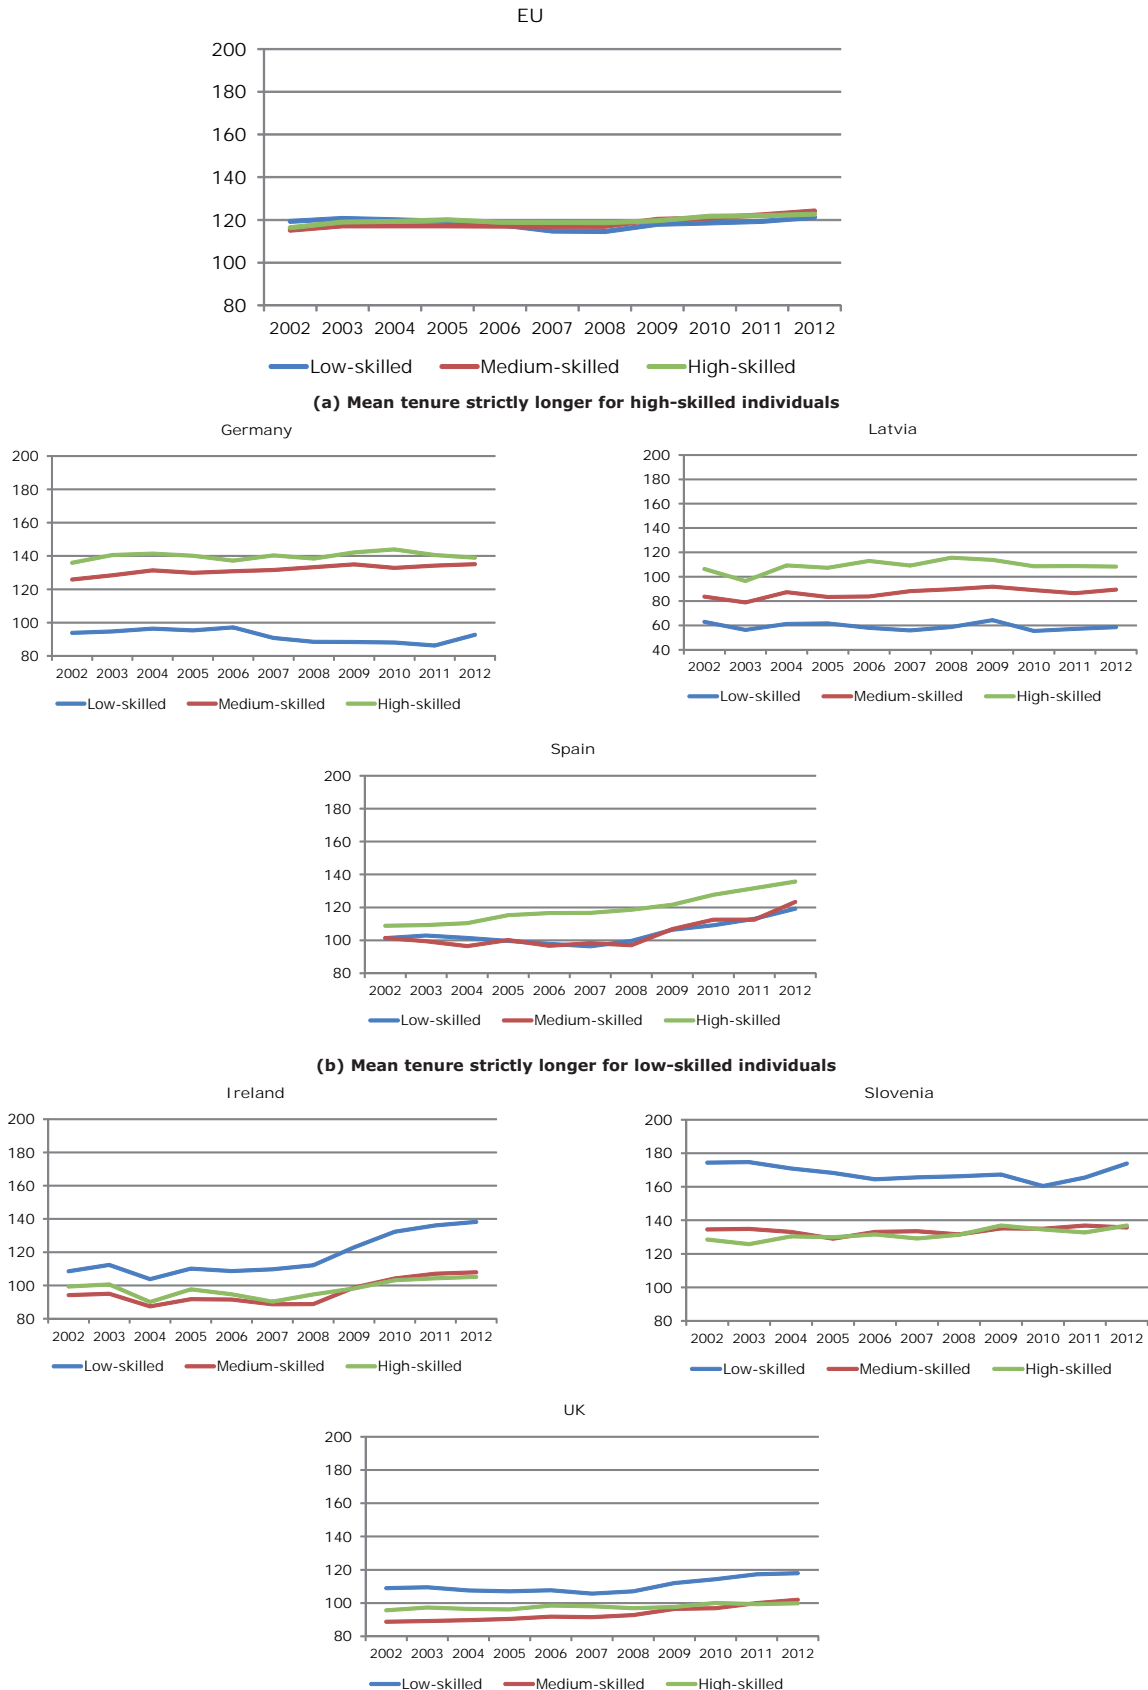 EU
200
180
160
140
120
100
80
2002 2003 2004 2005 2006 2007 2008 2009 2010 2011 2012
Low-skilled Medium-skilled High-skilled
(a) Mean tenure strictly longer for high-skilled individuals
Germany
200
180
160
140
120
100
80
2002 2003 2004 2005 2006 2007 2008 2009 2010 2011 2012
Low-skilled Medium-skilled High-skilled
Latvia
200
180
160
140
120
100
80
60
40
2002 2003 2004 2005 2006 2007 2008 2009 2010 2011 2012
Low-skilled Medium-skilled High-skilled
Spain
200
180
160
140
120
100
80
2002 2003 2004 2005 2006 2007 2008 2009 2010 2011 2012
Low-skilled Medium-skilled High-skilled
(b) Mean tenure strictly longer for low-skilled individuals
Ireland
200
180
160
140
120
100
80
2002 2003 2004 2005 2006 2007 2008 2009 2010 2011 2012
Low-skilled Medium-skilled High-skilled
Slovenia
200
180
160
140
120
100
80
2002 2003 2004 2005 2006 2007 2008 2009 2010 2011 2012
Low-skilled Medium-skilled High-skilled
UK
200
180
160
140
120
100
80
2002 2003 2004 2005 2006 2007 2008 2009 2010 2011 2012
Low-skilled Medium-skilled High-skilled